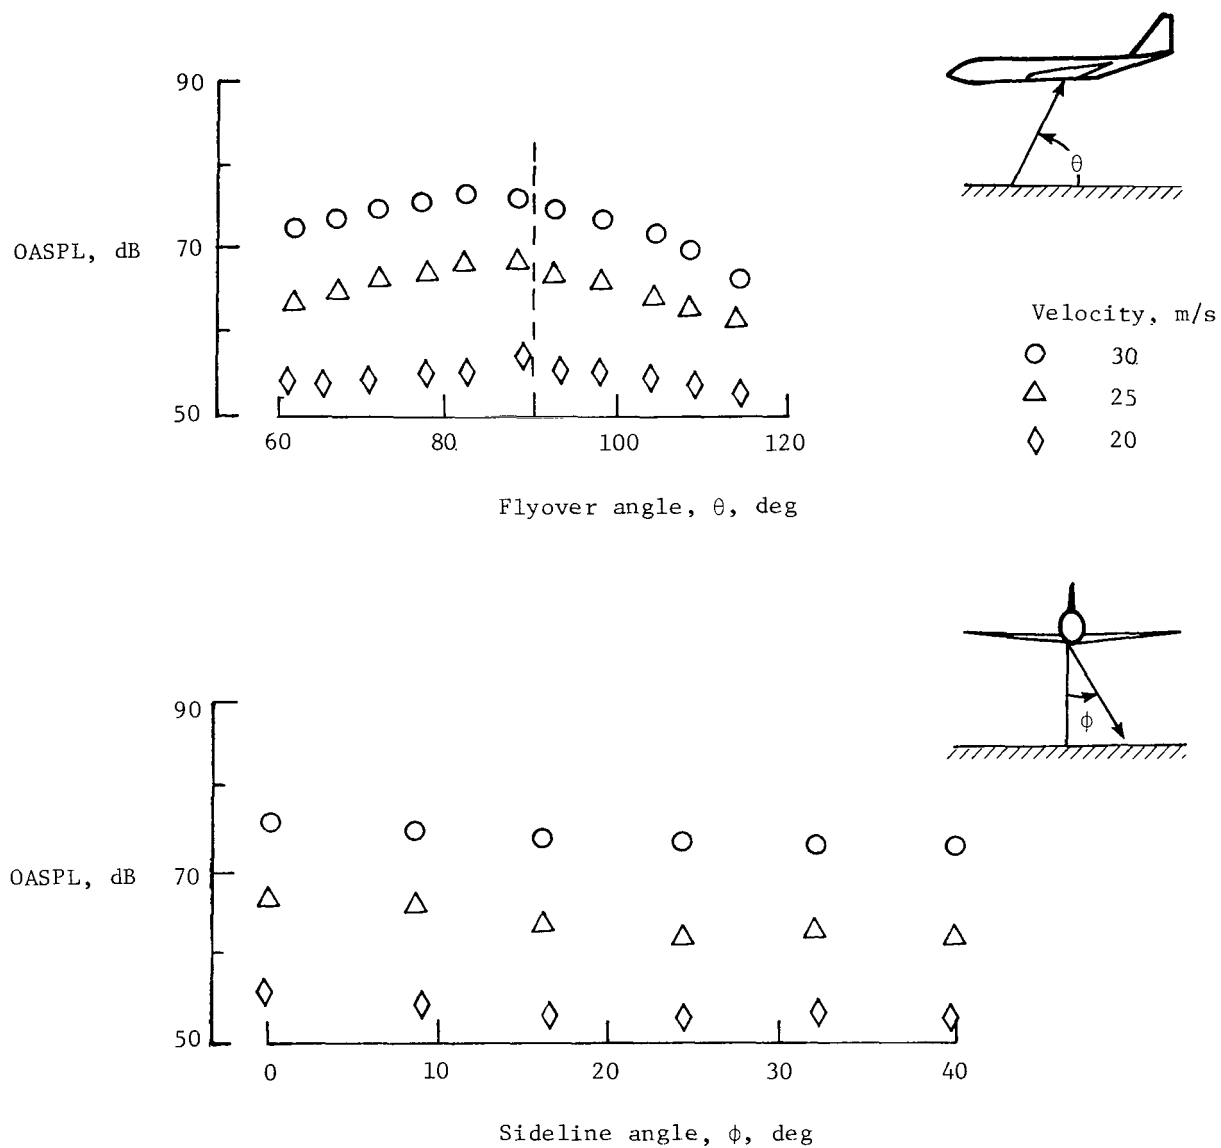 90
70
50
OASPL, dB
60 80. 100 120
Flyover angle, θ, deg
θ
Velocity, m/s
30.
25
20
90
70
50
OASPL, dB
0 10 20 30 40
Sideline angle, ϕ, deg
ϕ